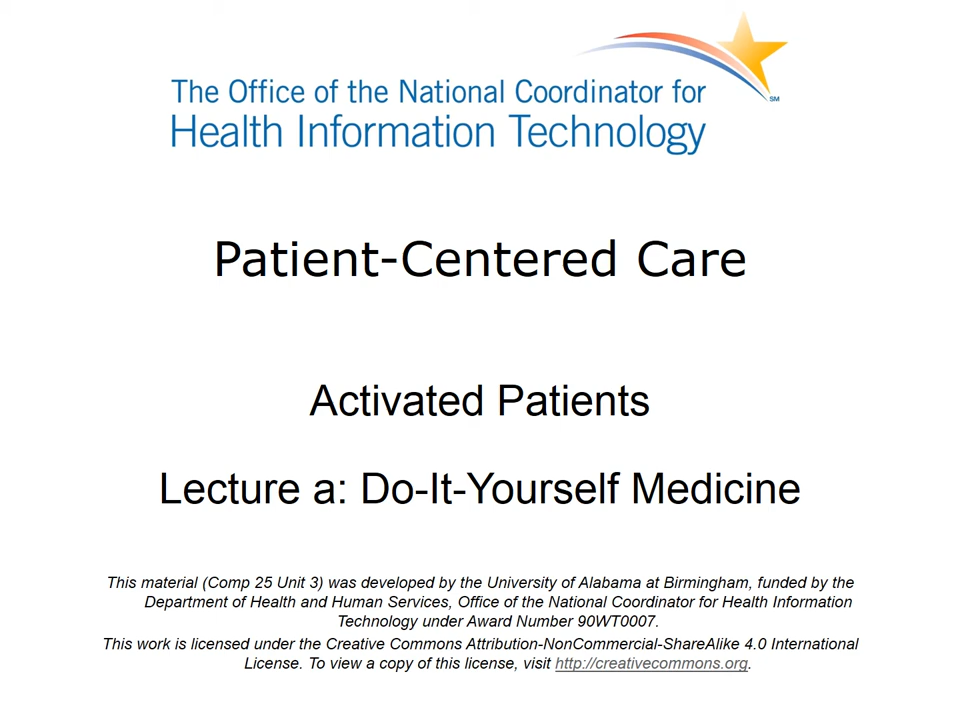 The Office of the National Coordinator for
Health Information Technology
SM
Patient-Centered Care
Activated Patients
Lecture a: Do-It-Yourself Medicine
This material (Comp 25 Unit 3) was developed by the University of Alabama at Birmingham, funded by the
Department of Health and Human Services, Office of the National Coordinator for Health Information
Technology under Award Number 90WT0007.
This work is licensed under the Creative Commons Attribution-NonCommercial-ShareAlike 4.0 International
License. To view a copy of this license, visit http://creativecommons.org.